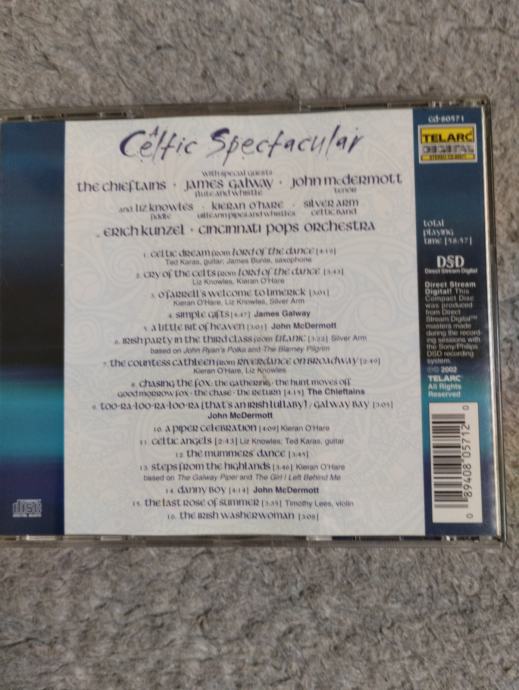 A Celtic Spectacular
with special guests
the chieftains · james galway · john mcdermott
flute and whistle
tenor
and liz knowles · kieran o'hare · silver arm
fiddle
uilleann pipes and whistles
celtic band
erich kunzel · cincinnati pops orchestra
1. celtic dream from lord of the dance [4:19]
Ted Karas, guitar; James Bunte, saxophone
2. cry of the celts from lord of the dance [3:43]
Liz Knowles, Kieran O'Hare
3. o'farrell's welcome to limerick [3:01]
Kieran O'Hare, Liz Knowles, Silver Arm
4. simple gifts [4:47] James Galway
5. a little bit of heaven [3:01] John McDermott
6. irish party in the third class from titanic [3:22] Silver Arm
based on John Ryan's Polka and The Blarney Pilgrim
7. the countess cathleen from riverdance on broadway [2:49]
Kieran O'Hare, Liz Knowles
8. chasing the fox: the gathering · the hunt moves off
good morrow fox · the chase · the return [4:19] The Chieftains
9. too-ra-loo-ra-loo-ra (that's an irish lullaby) / galway bay [3:05]
John McDermott
10. a piper celebration [4:09] Kieran O'Hare
11. celtic angels [2:43] Liz Knowles; Ted Karas, guitar
12. the mummers' dance [3:45]
13. steps from the highlands [3:46] Kieran O'Hare
based on The Galway Piper and The Girl I Left Behind Me
14. danny boy [4:14] John McDermott
15. the last rose of summer [3:35] Timothy Lees, violin
16. the irish washerwoman [3:08]
cd-80571
TELARC
DIGITAL
STEREO CD-80571
total
playing
time [58:57]
DSD
Direct Stream Digital
Direct Stream
Digital! This
Compact Disc
was produced
from Direct
Stream Digital™
masters made
during the record-
ing sessions with
the Sony/Philips
DSD recording
system.
℗© 2002
TELARC
All Rights
Reserved
0 89408 05712 0
disc